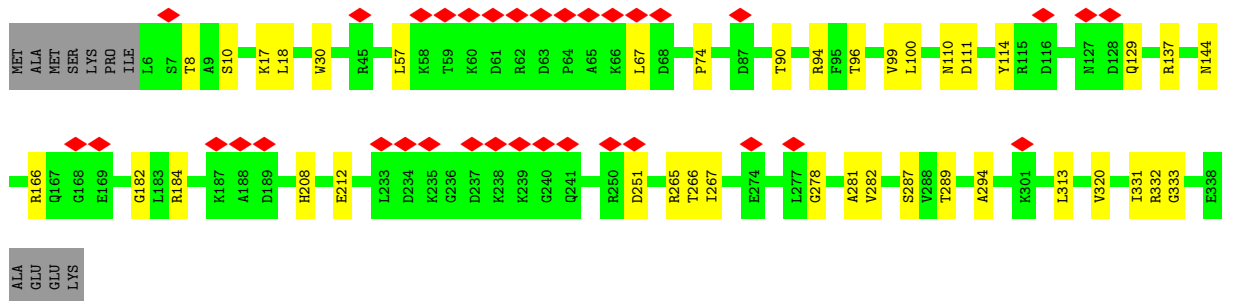 MET ALA MET SER LYS PRO ILE L6 S7 T8 A9 S10 K17 L18 W30 R45 L57 K58 T59 K60 D61 R62 D63 P64 A65 K66 L67 D68 P74 D87 T90 R94 F95 T96 V99 L100 N110 D111 Y114 R115 D116 N127 D128 Q129 R137 N144
R166 Q167 G168 E169 G182 L183 R184 K187 A188 D189 H208 E212 L233 D234 K235 G236 D237 K238 K239 G240 Q241 R250 D251 R265 T266 I267 E274 L277 G278 A281 V282 S287 V288 T289 A294 K301 L313 V320 I331 R332 G333 E338
ALA GLU GLU LYS